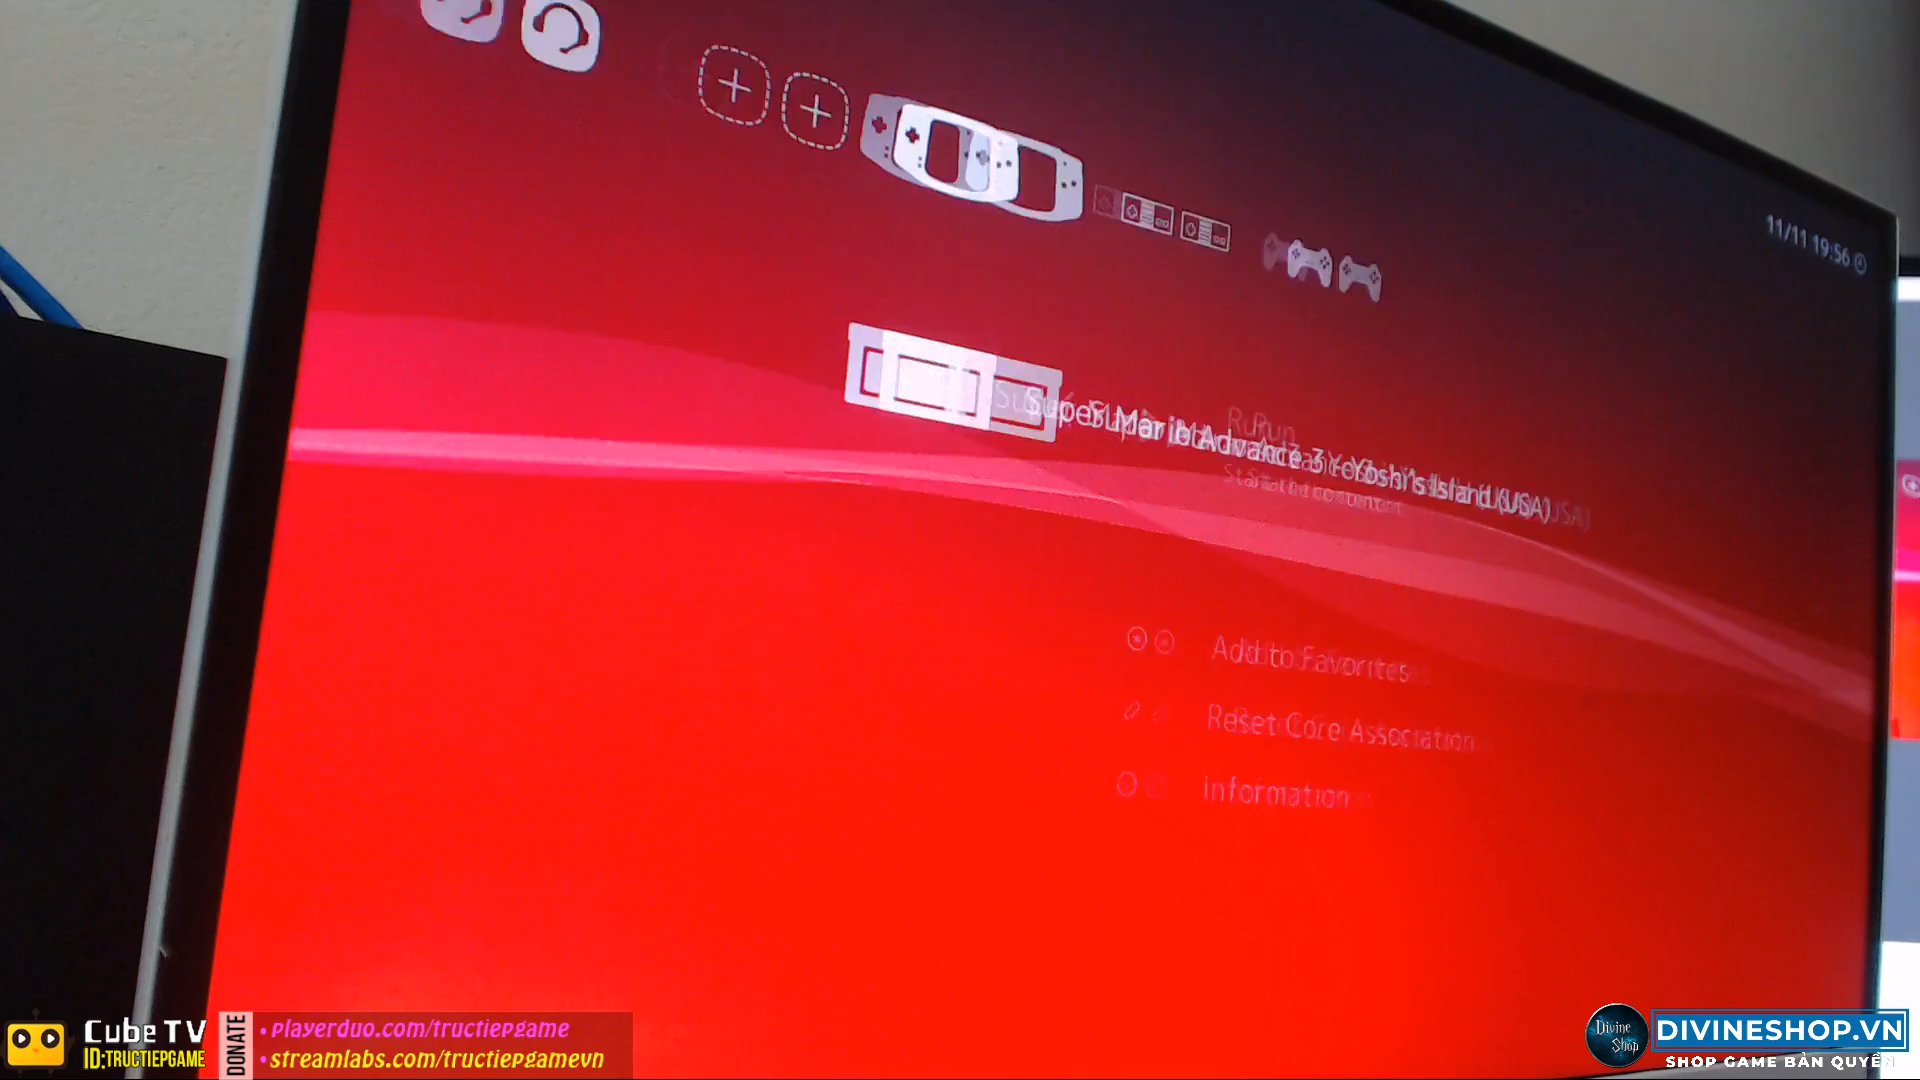 11/11 19:56
Super Mario Advance 3 - Yoshi's Island (USA)
Run
Add to Favorites
Reset Core Association
Information
Cube TV
ID:TRUCTIEPGAME
DONATE
• playerduo.com/tructiepgame
• streamlabs.com/tructiepgamevn
Divine
Shop
DIVINESHOP.VN
SHOP GAME BẢN QUYỀN